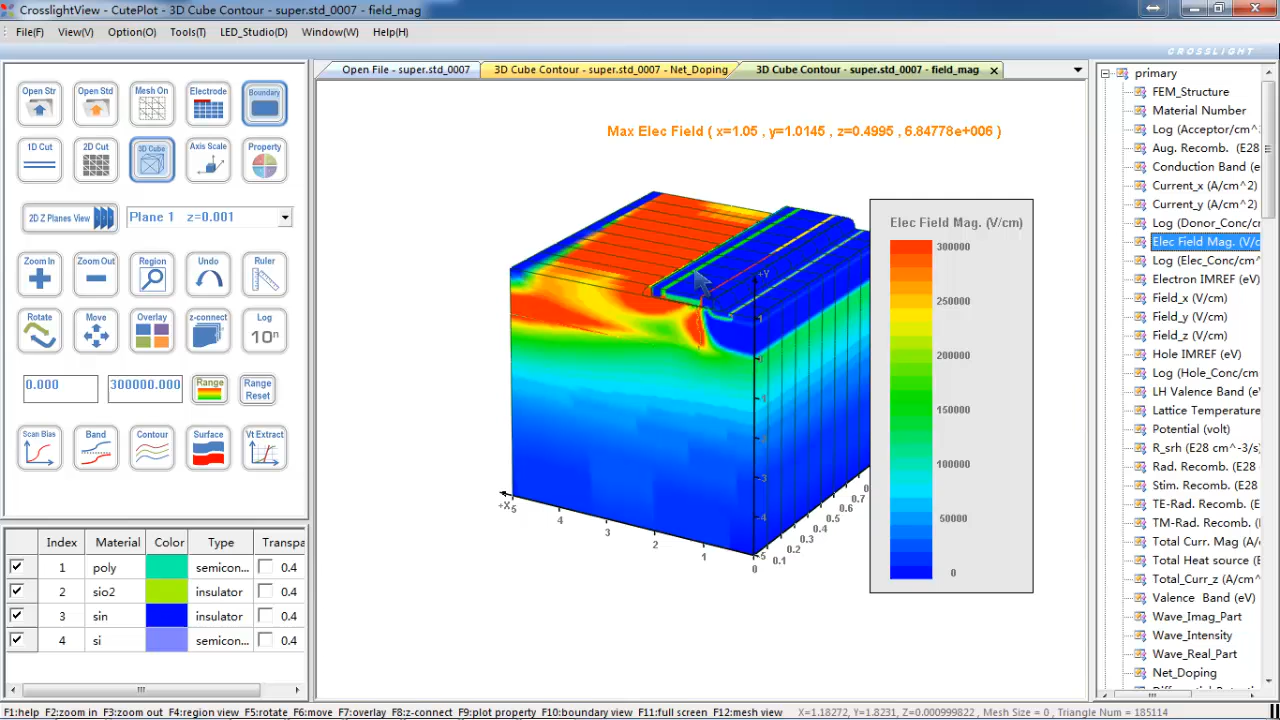 CrosslightView - CutePlot - 3D Cube Contour - super.std_0007 - field_mag
File(F) View(V) Option(O) Tools(T) LED_Studio(D) Window(W) Help(H)
CROSSLIGHT
Open File - super.std_0007 3D Cube Contour - super.std_0007 - Net_Doping 3D Cube Contour - super.std_0007 - field_mag
Open Str Open Std Mesh On Electrode Boundary
1D Cut 2D Cut 3D Cube Axis Scale Property
2D Z Planes View Plane 1 z=0.001
Zoom In Zoom Out Region Undo Ruler
Rotate Move Overlay z-connect Log
10ⁿ
0.000 300000.000 Range Range Reset
Scan Bias Band Contour Surface Vt Extract
Index Material Color Type Transpa
1 poly semicon... 0.4
2 sio2 insulator 0.4
3 sin insulator 0.4
4 si semicon... 0.4
Max Elec Field ( x=1.05 , y=1.0145 , z=0.4995 , 6.84778e+006 )
Elec Field Mag. (V/cm)
300000
250000
200000
150000
100000
50000
0
+Y
1
0
-1
-3
-4
-5
+X
5
4
3
2
1
0
0.1
0.2
0.3
0.4
0.5
0.6
0.7
primary
FEM_Structure
Material Number
Log (Acceptor/cm^
Aug. Recomb. (E28
Conduction Band (e
Current_x (A/cm^2)
Current_y (A/cm^2)
Log (Donor_Conc/c
Elec Field Mag. (V/c
Log (Elec_Conc/cm^
Electron IMREF (eV)
Field_x (V/cm)
Field_y (V/cm)
Field_z (V/cm)
Hole IMREF (eV)
Log (Hole_Conc/cm
LH Valence Band (e
Lattice Temperature
Potential (volt)
R_srh (E28 cm^-3/s)
Rad. Recomb. (E28
Stim. Recomb. (E28
TE-Rad. Recomb. (E
TM-Rad. Recomb. (E
Total Curr. Mag (A/
Total Heat source (
Total_Curr_z (A/cm^
Valence Band (eV)
Wave_Imag_Part
Wave_Intensity
Wave_Real_Part
Net_Doping
F1:help F2:zoom in F3:zoom out F4:region view F5:rotate F6:move F7:overlay F8:z-connect F9:plot property F10:boundary view F11:full screen F12:mesh view X=1.18272, Y=1.8231, Z=0.000999822 , Mesh Size = 0 , Triangle Num = 185114